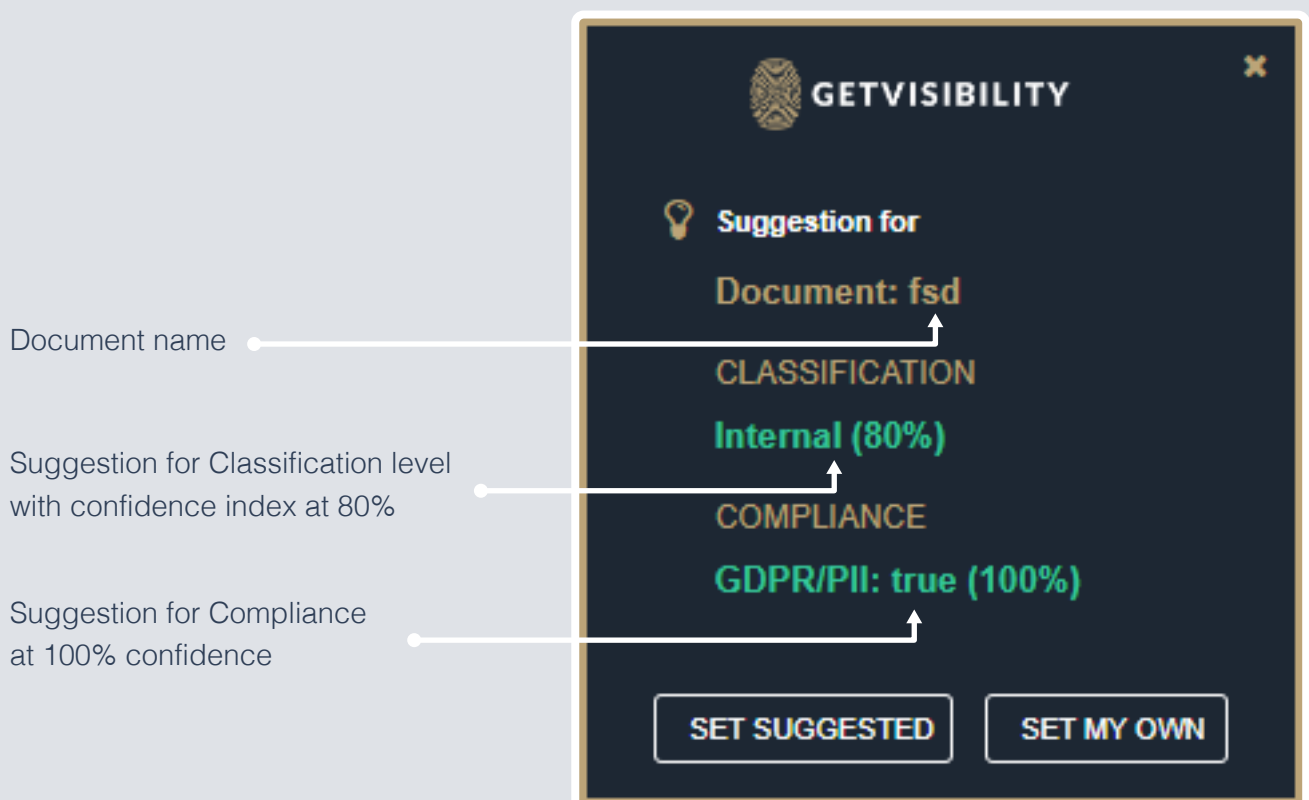 GETVISIBILITY
Suggestion for
Document: fsd
Document name
CLASSIFICATION
Internal (80%)
Suggestion for Classification level
with confidence index at 80%
COMPLIANCE
GDPR/PII: true (100%)
Suggestion for Compliance
at 100% confidence
SET SUGGESTED
SET MY OWN